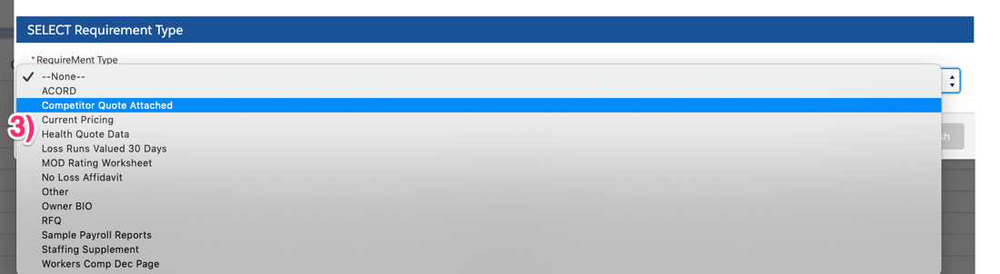 SELECT Requirement Type
* RequireMent Type
--None--
ACORD
Competitor Quote Attached
Current Pricing
3)
Health Quote Data
Loss Runs Valued 30 Days
MOD Rating Worksheet
No Loss Affidavit
Other
Owner BIO
RFQ
Sample Payroll Reports
Staffing Supplement
Workers Comp Dec Page